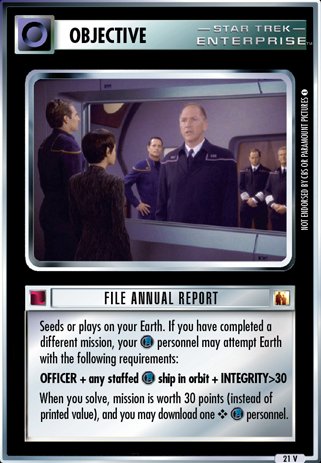 OBJECTIVE
STAR TREK
ENTERPRISE™
NOT ENDORSED BY CBS OR PARAMOUNT PICTURES
FILE ANNUAL REPORT
Seeds or plays on your Earth. If you have completed
a different mission, your personnel may attempt Earth
with the following requirements:
OFFICER + any staffed ship in orbit + INTEGRITY>30
When you solve, mission is worth 30 points (instead of
printed value), and you may download one ❖ personnel.
21 V